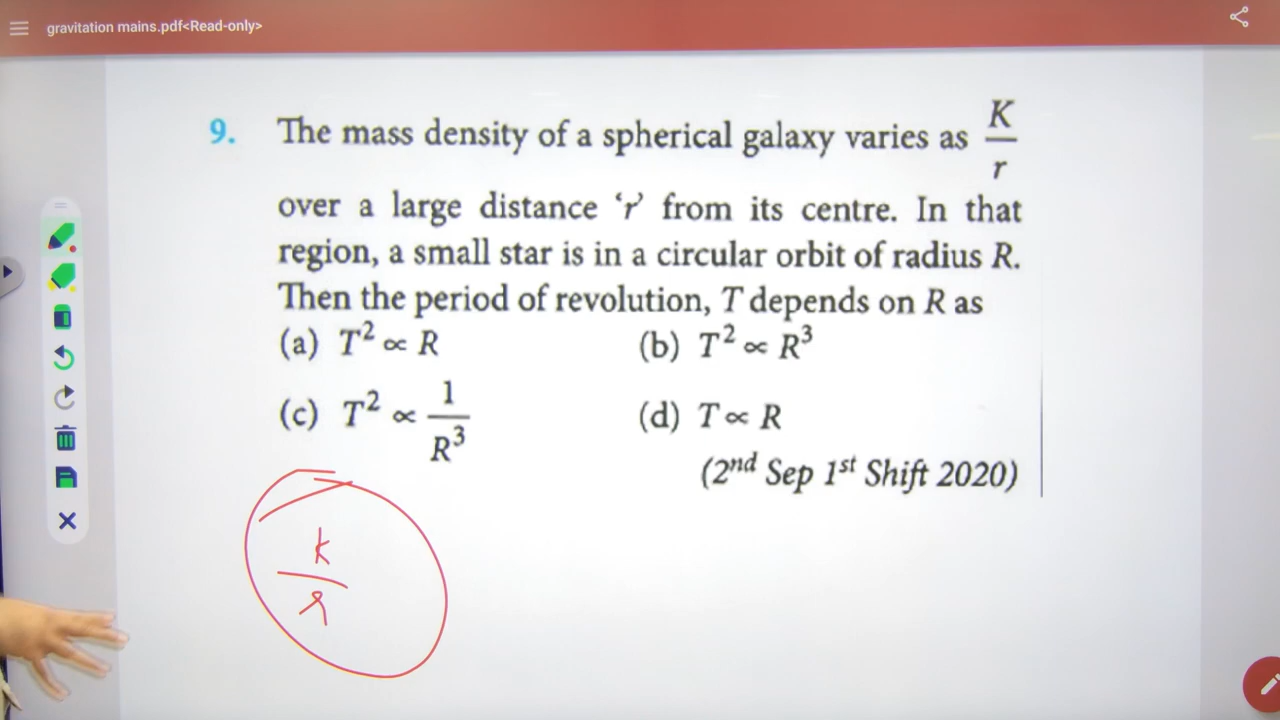 gravitation mains.pdf<Read-only>
9. The mass density of a spherical galaxy varies as K/r
over a large distance ‘r’ from its centre. In that
region, a small star is in a circular orbit of radius R.
Then the period of revolution, T depends on R as
(a) T² ∝ R (b) T² ∝ R³
(c) T² ∝ 1/R³ (d) T ∝ R
(2nd Sep 1st Shift 2020)
k
r